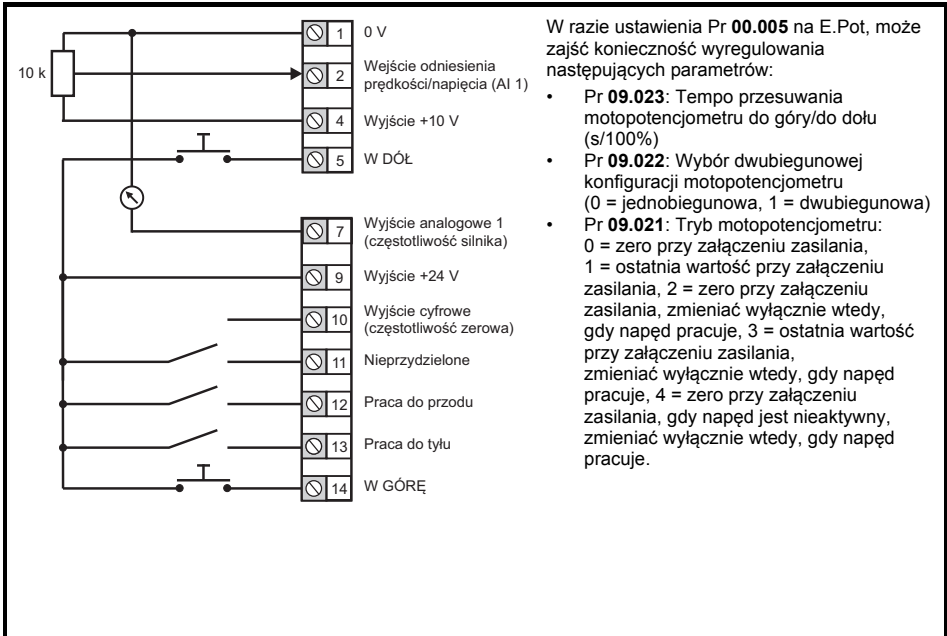 10 k
1 0 V
2 Wejście odniesienia
prędkości/napięcia (AI 1)
4 Wyjście +10 V
5 W DÓŁ
7 Wyjście analogowe 1
(częstotliwość silnika)
9 Wyjście +24 V
10 Wyjście cyfrowe
(częstotliwość zerowa)
11 Nieprzydzielone
12 Praca do przodu
13 Praca do tyłu
14 W GÓRĘ
W razie ustawienia Pr 00.005 na E.Pot, może
zajść konieczność wyregulowania
następujących parametrów:
• Pr 09.023: Tempo przesuwania
motopotencjometru do góry/do dołu
(s/100%)
• Pr 09.022: Wybór dwubiegunowej
konfiguracji motopotencjometru
(0 = jednobiegunowa, 1 = dwubiegunowa)
• Pr 09.021: Tryb motopotencjometru:
0 = zero przy załączeniu zasilania,
1 = ostatnia wartość przy załączeniu
zasilania, 2 = zero przy załączeniu
zasilania, zmieniać wyłącznie wtedy,
gdy napęd pracuje, 3 = ostatnia wartość
przy załączeniu zasilania,
zmieniać wyłącznie wtedy, gdy napęd
pracuje, 4 = zero przy załączeniu
zasilania, gdy napęd jest nieaktywny,
zmieniać wyłącznie wtedy, gdy napęd
pracuje.